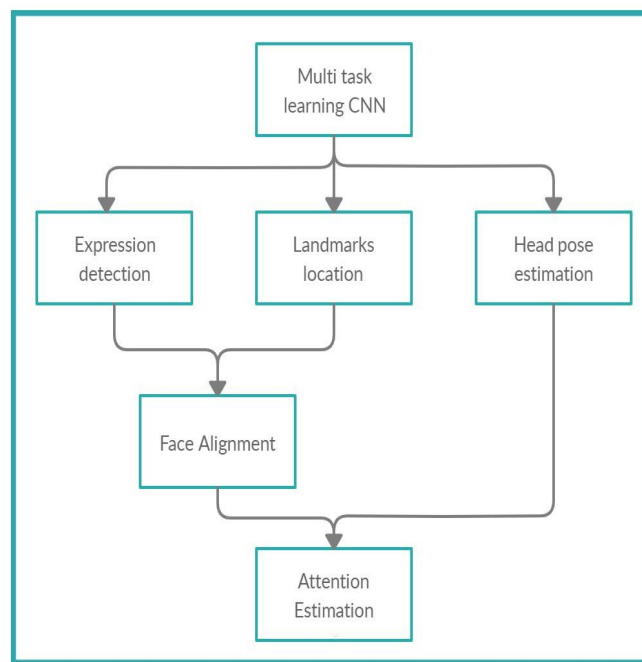 Multi task
learning CNN
Expression
detection
Landmarks
location
Head pose
estimation
Face Alignment
Attention
Estimation